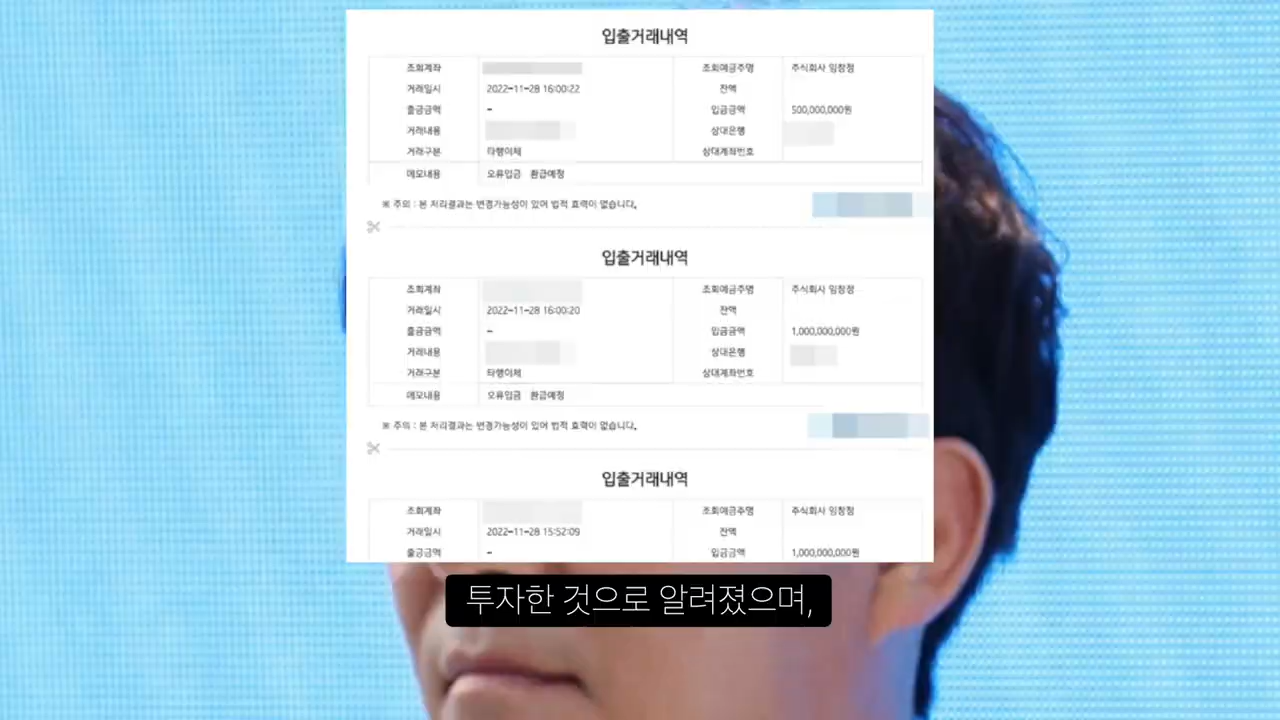 입출거래내역
조회계좌 조회예금주명 주식회사 임창정
거래일시 2022-11-28 16:00:22 잔액
출금금액 - 입금금액 500,000,000원
거래내용 상대은행
거래구분 타행이체 상대계좌번호
메모내용 오류입금 환급예정
※ 주의 : 본 처리결과는 변경가능성이 있어 법적 효력이 없습니다.
입출거래내역
조회계좌 조회예금주명 주식회사 임창정
거래일시 2022-11-28 16:00:20 잔액
출금금액 - 입금금액 1,000,000,000원
거래내용 상대은행
거래구분 타행이체 상대계좌번호
메모내용 오류입금 환급예정
※ 주의 : 본 처리결과는 변경가능성이 있어 법적 효력이 없습니다.
입출거래내역
조회계좌 조회예금주명 주식회사 임창정
거래일시 2022-11-28 15:52:09 잔액
출금금액 - 입금금액 1,000,000,000원
투자한 것으로 알려졌으며,